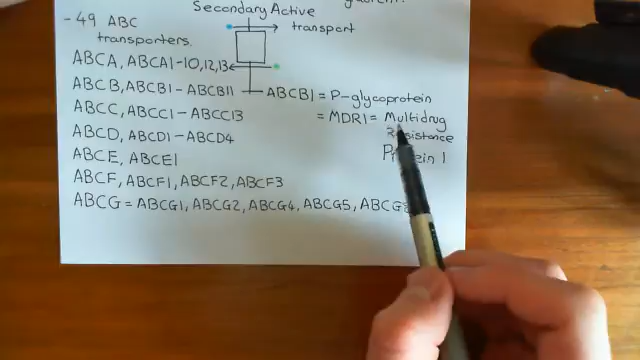 gradient.
Secondary Active
transport
- 49 ABC
transporters.
ABCA, ABCA1-10,12,13
ABCB, ABCB1 - ABCB11
ABCB1 = P-glycoprotein
= MDR1 = Multidrug
Resistance
Protein 1
ABCC, ABCC1 - ABCC13
ABCD, ABCD1 - ABCD4
ABCE, ABCE1
ABCF, ABCF1, ABCF2, ABCF3
ABCG = ABCG1, ABCG2, ABCG4, ABCG5, ABCG8